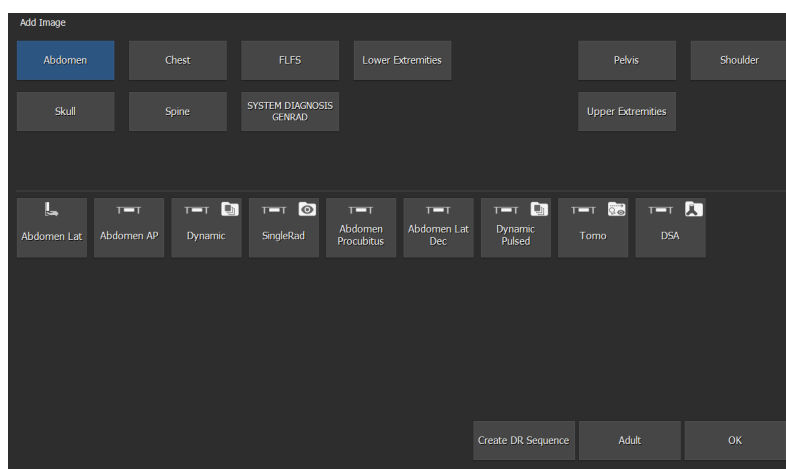 Add Image
Abdomen
Chest
FLFS
Lower Extremities
Pelvis
Shoulder
Skull
Spine
SYSTEM DIAGNOSIS
GENRAD
Upper Extremities
Abdomen Lat
Abdomen AP
Dynamic
SingleRad
Abdomen
Procubitus
Abdomen Lat
Dec
Dynamic
Pulsed
Tomo
DSA
Create DR Sequence
Adult
OK